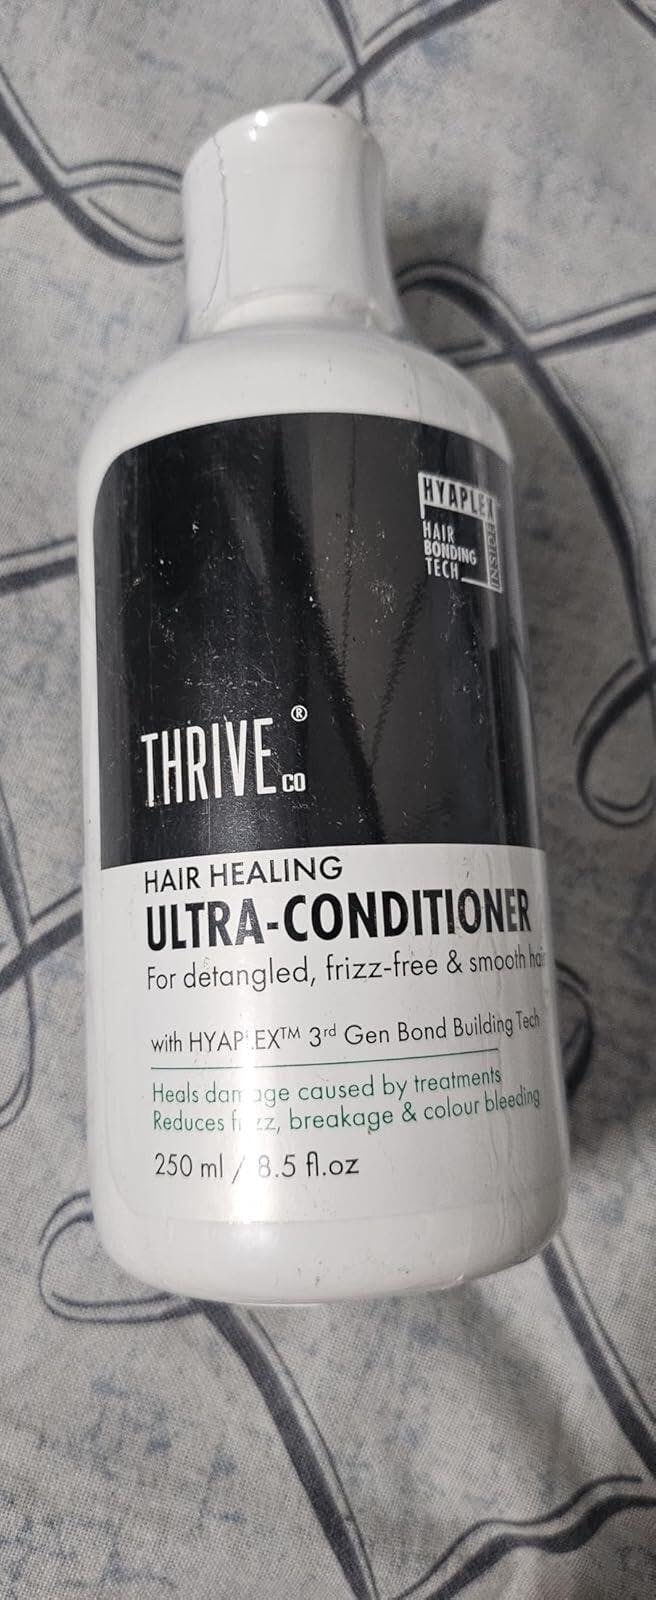 HYAPLEX
HAIR
BONDING
TECH
INSIDE
THRIVE CO ®
HAIR HEALING
ULTRA-CONDITIONER
For detangled, frizz-free & smooth hair
with HYAPLEX™ 3rd Gen Bond Building Tech
Heals damage caused by treatments
Reduces frizz, breakage & colour bleeding
250 ml / 8.5 fl.oz